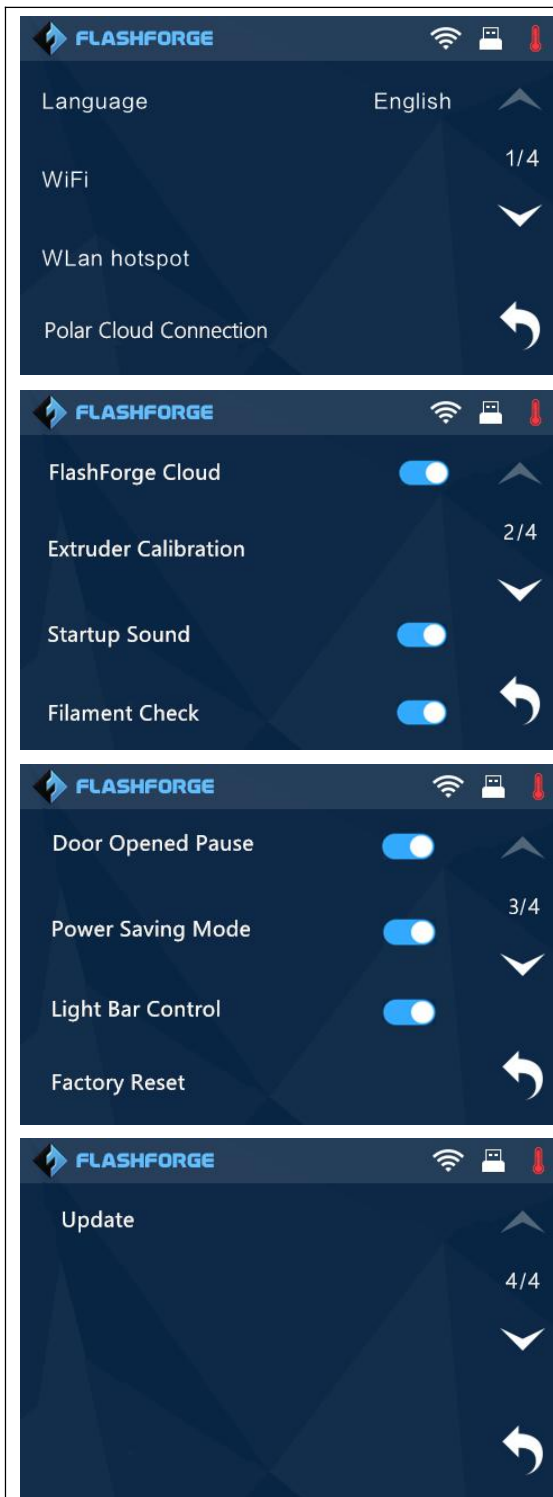 FLASHFORGE
Language English
1/4
WiFi
WLan hotspot
Polar Cloud Connection
FLASHFORGE
FlashForge Cloud
2/4
Extruder Calibration
Startup Sound
Filament Check
FLASHFORGE
Door Opened Pause
3/4
Power Saving Mode
Light Bar Control
Factory Reset
FLASHFORGE
Update
4/4